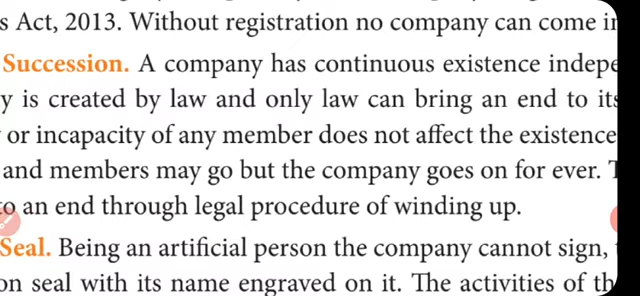 s Act, 2013. Without registration no company can come
Succession. A company has continuous existence
y is created by law and only law can bring an end to its
or incapacity of any member does not affect the existence
and members may go but the company goes on for ever.
to an end through legal procedure of winding up.
Seal. Being an artificial person the company cannot sign,
on seal with its name engraved on it. The activities of